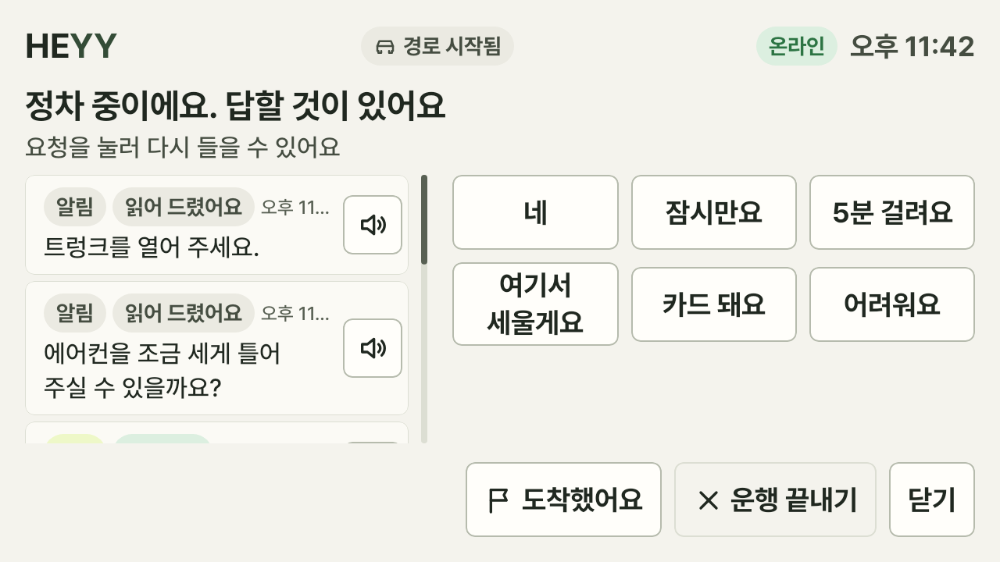 HEYY
경로 시작됨
온라인 오후 11:42
정차 중이에요. 답할 것이 있어요
요청을 눌러 다시 들을 수 있어요
알림 읽어 드렸어요 오후 11...
트렁크를 열어 주세요.
알림 읽어 드렸어요 오후 11...
에어컨을 조금 세게 틀어
주실 수 있을까요?
네
잠시만요
5분 걸려요
여기서
세울게요
카드 돼요
어려워요
도착했어요
운행 끝내기
닫기